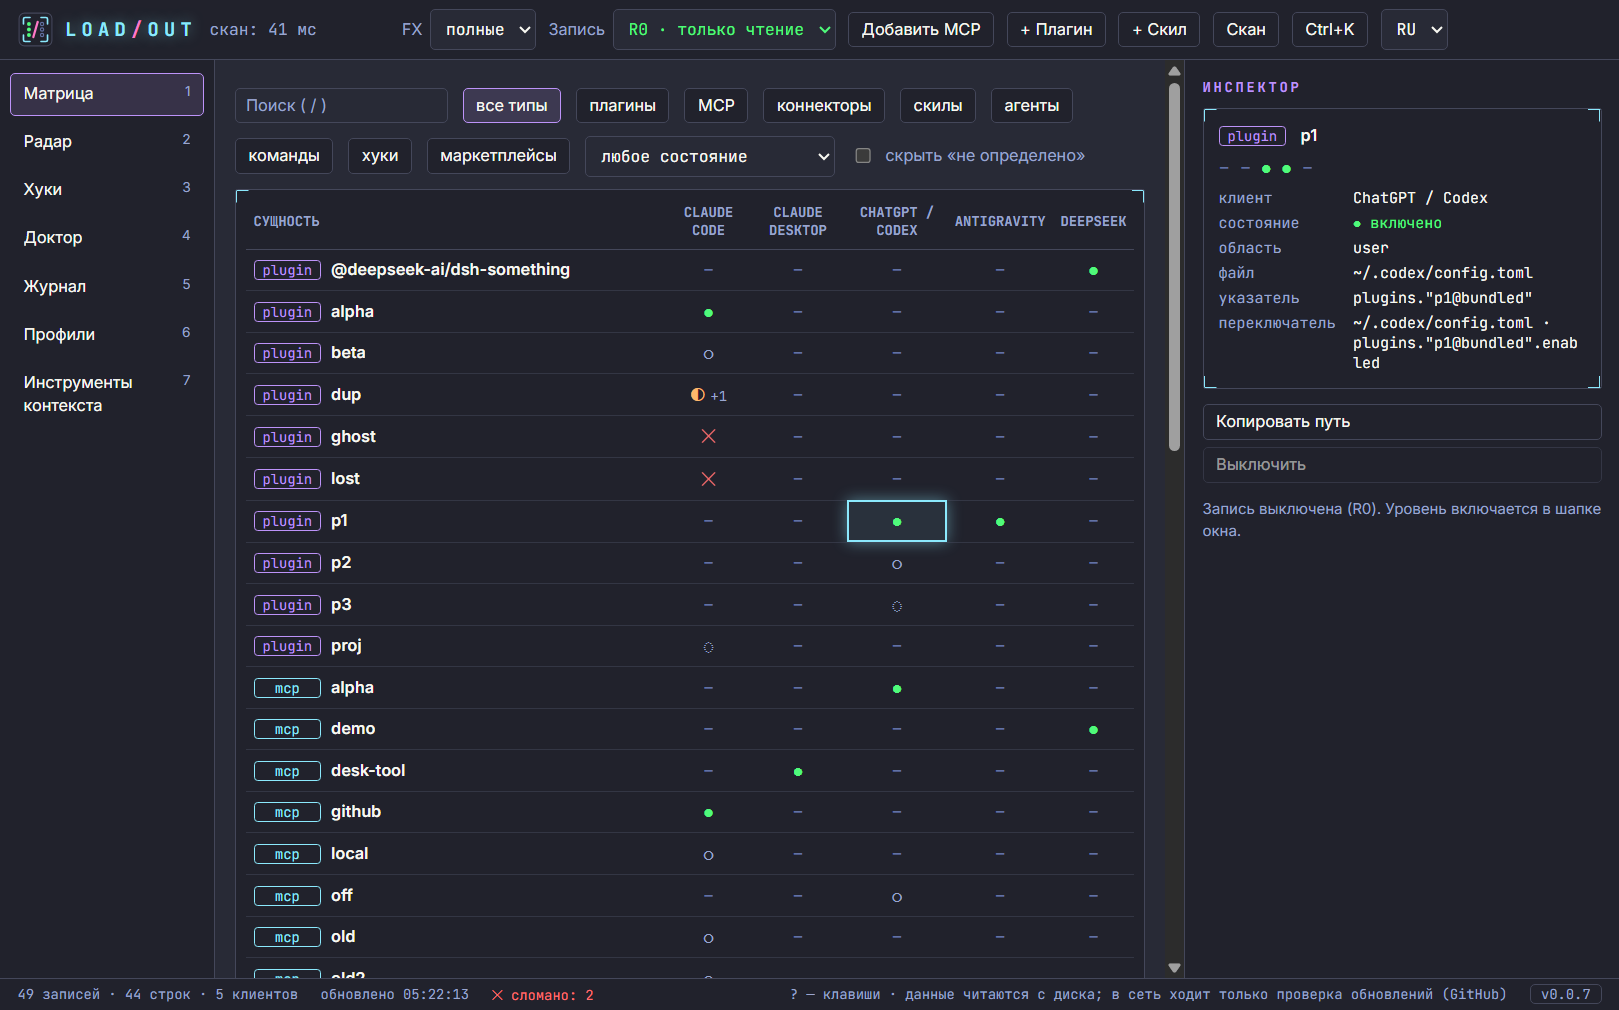 LOAD/OUT скан: 41 мс FX полные Запись R0 · только чтение Добавить MCP + Плагин + Скил Скан Ctrl+K RU
Матрица 1
Радар 2
Хуки 3
Доктор 4
Журнал 5
Профили 6
Инструменты контекста 7
Поиск ( / ) все типы плагины MCP коннекторы скилы агенты
команды хуки маркетплейсы любое состояние скрыть «не определено»
СУЩНОСТЬ CLAUDE CODE CLAUDE DESKTOP CHATGPT / CODEX ANTIGRAVITY DEEPSEEK
plugin @deepseek-ai/dsh-something – – – – ●
plugin alpha ● – – – –
plugin beta ○ – – – –
plugin dup ◐ +1 – – – –
plugin ghost ✕ – – – –
plugin lost ✕ – – – –
plugin p1 – – ● ● –
plugin p2 – – ○ – –
plugin p3 – – ◌ – –
plugin proj ◌ – – – –
mcp alpha – – ● – –
mcp demo – – – – ●
mcp desk-tool – ● – – –
mcp github ● – – – –
mcp local ○ – – – –
mcp off – – ○ – –
mcp old ○ – – – –
mcp old2
ИНСПЕКТОР
plugin p1
– – ● ● –
клиент ChatGPT / Codex
состояние ● включено
область user
файл ~/.codex/config.toml
указатель plugins."p1@bundled"
переключатель ~/.codex/config.toml ·
plugins."p1@bundled".enab
led
Копировать путь
Выключить
Запись выключена (R0). Уровень включается в шапке
окна.
49 записей · 44 строк · 5 клиентов обновлено 05:22:13 ✕ сломано: 2 ? – клавиши · данные читаются с диска; в сеть ходит только проверка обновлений (GitHub) v0.0.7